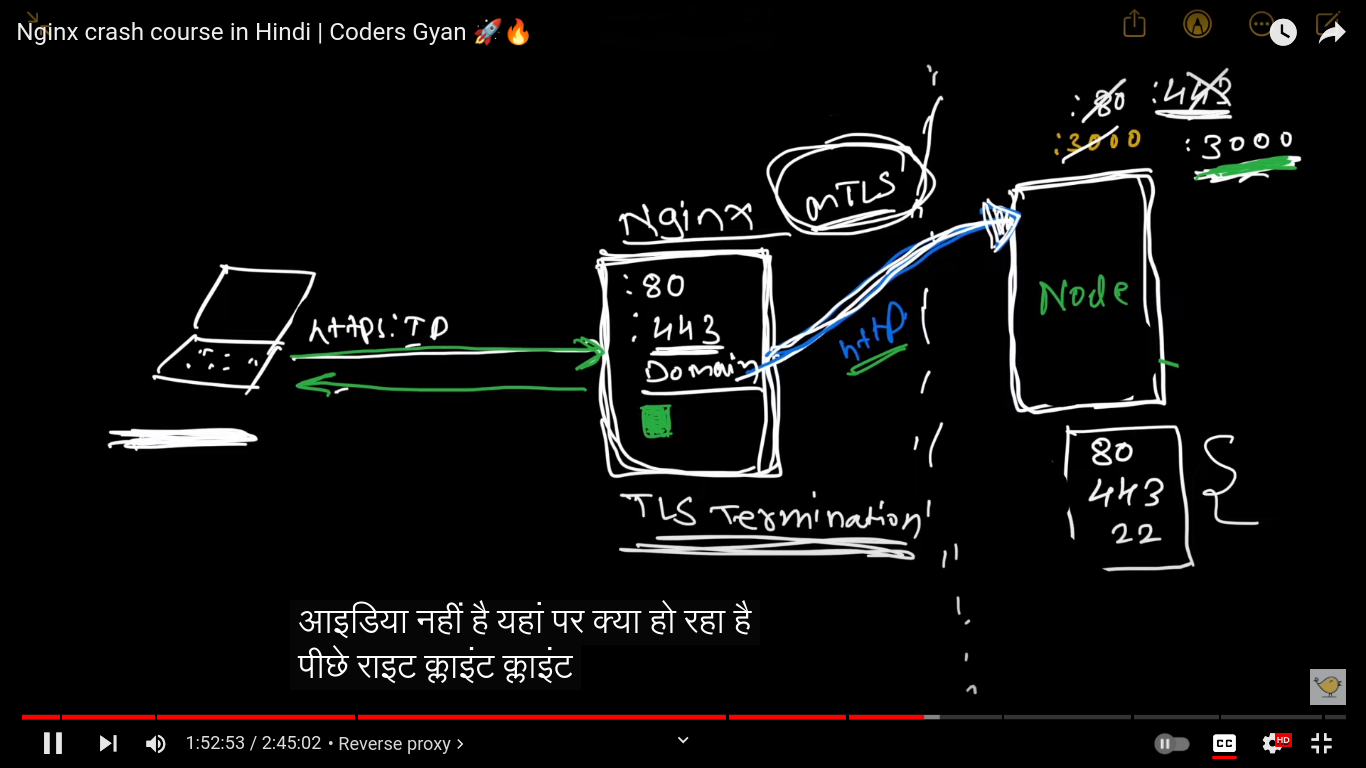 Nginx crash course in Hindi | Coders Gyan 🚀🔥
:80 :443
:3000 :3000
mTLS
Nginx
:80
:443
Domain
https:
http
Node
80
443
22
TLS Termination
आइडिया नहीं है यहां पर क्या हो रहा है
पीछे राइट क्लाइंट क्लाइंट
1:52:53 / 2:45:02 • Reverse proxy >
CC
HD